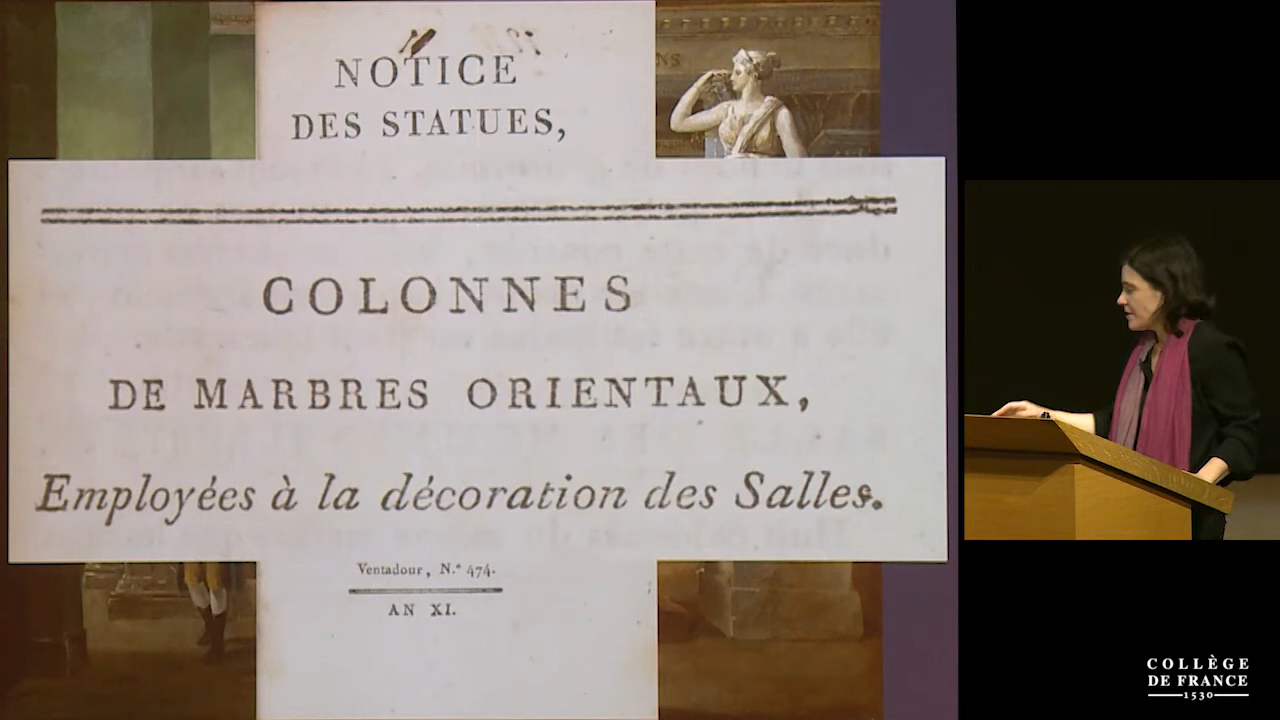 NOTICE
DES STATUES,
COLONNES
DE MARBRES ORIENTAUX,
Employées à la décoration des Salles.
Ventadour, N.º 474.
AN XI.
COLLÈGE
DE FRANCE
1530